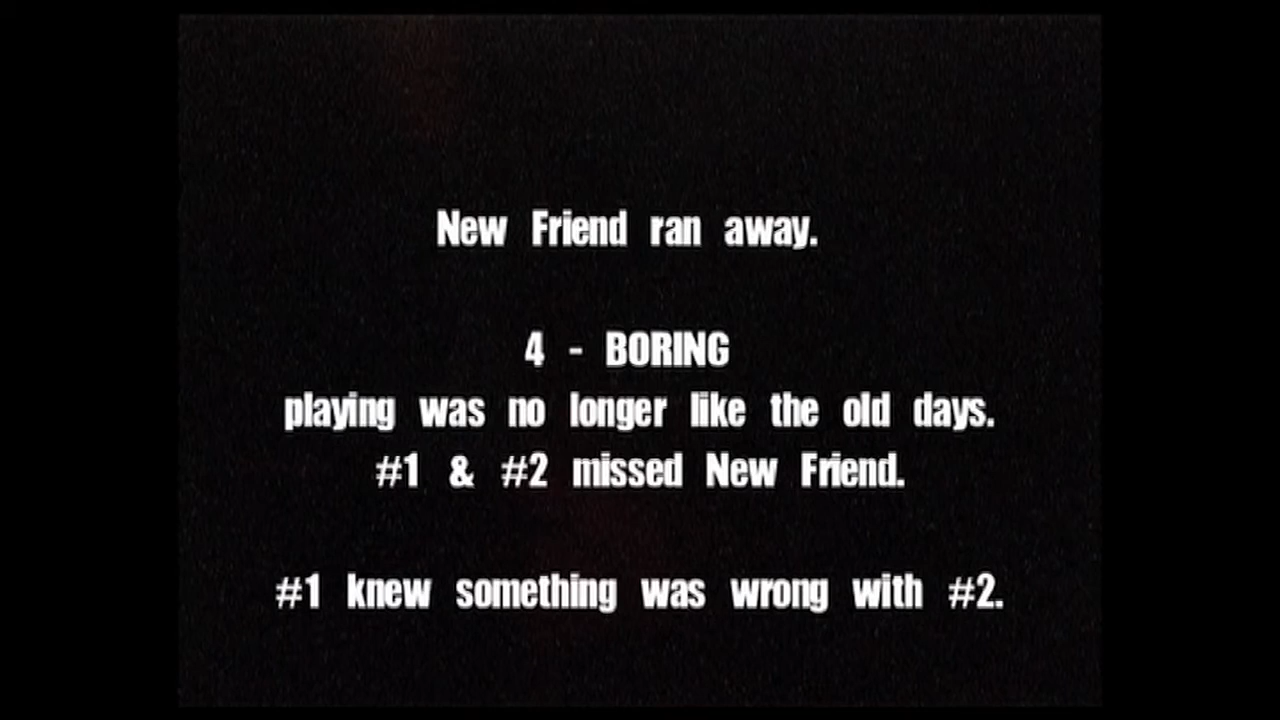 New Friend ran away.
4 - BORING
playing was no longer like the old days.
#1 & #2 missed New Friend.
#1 knew something was wrong with #2.